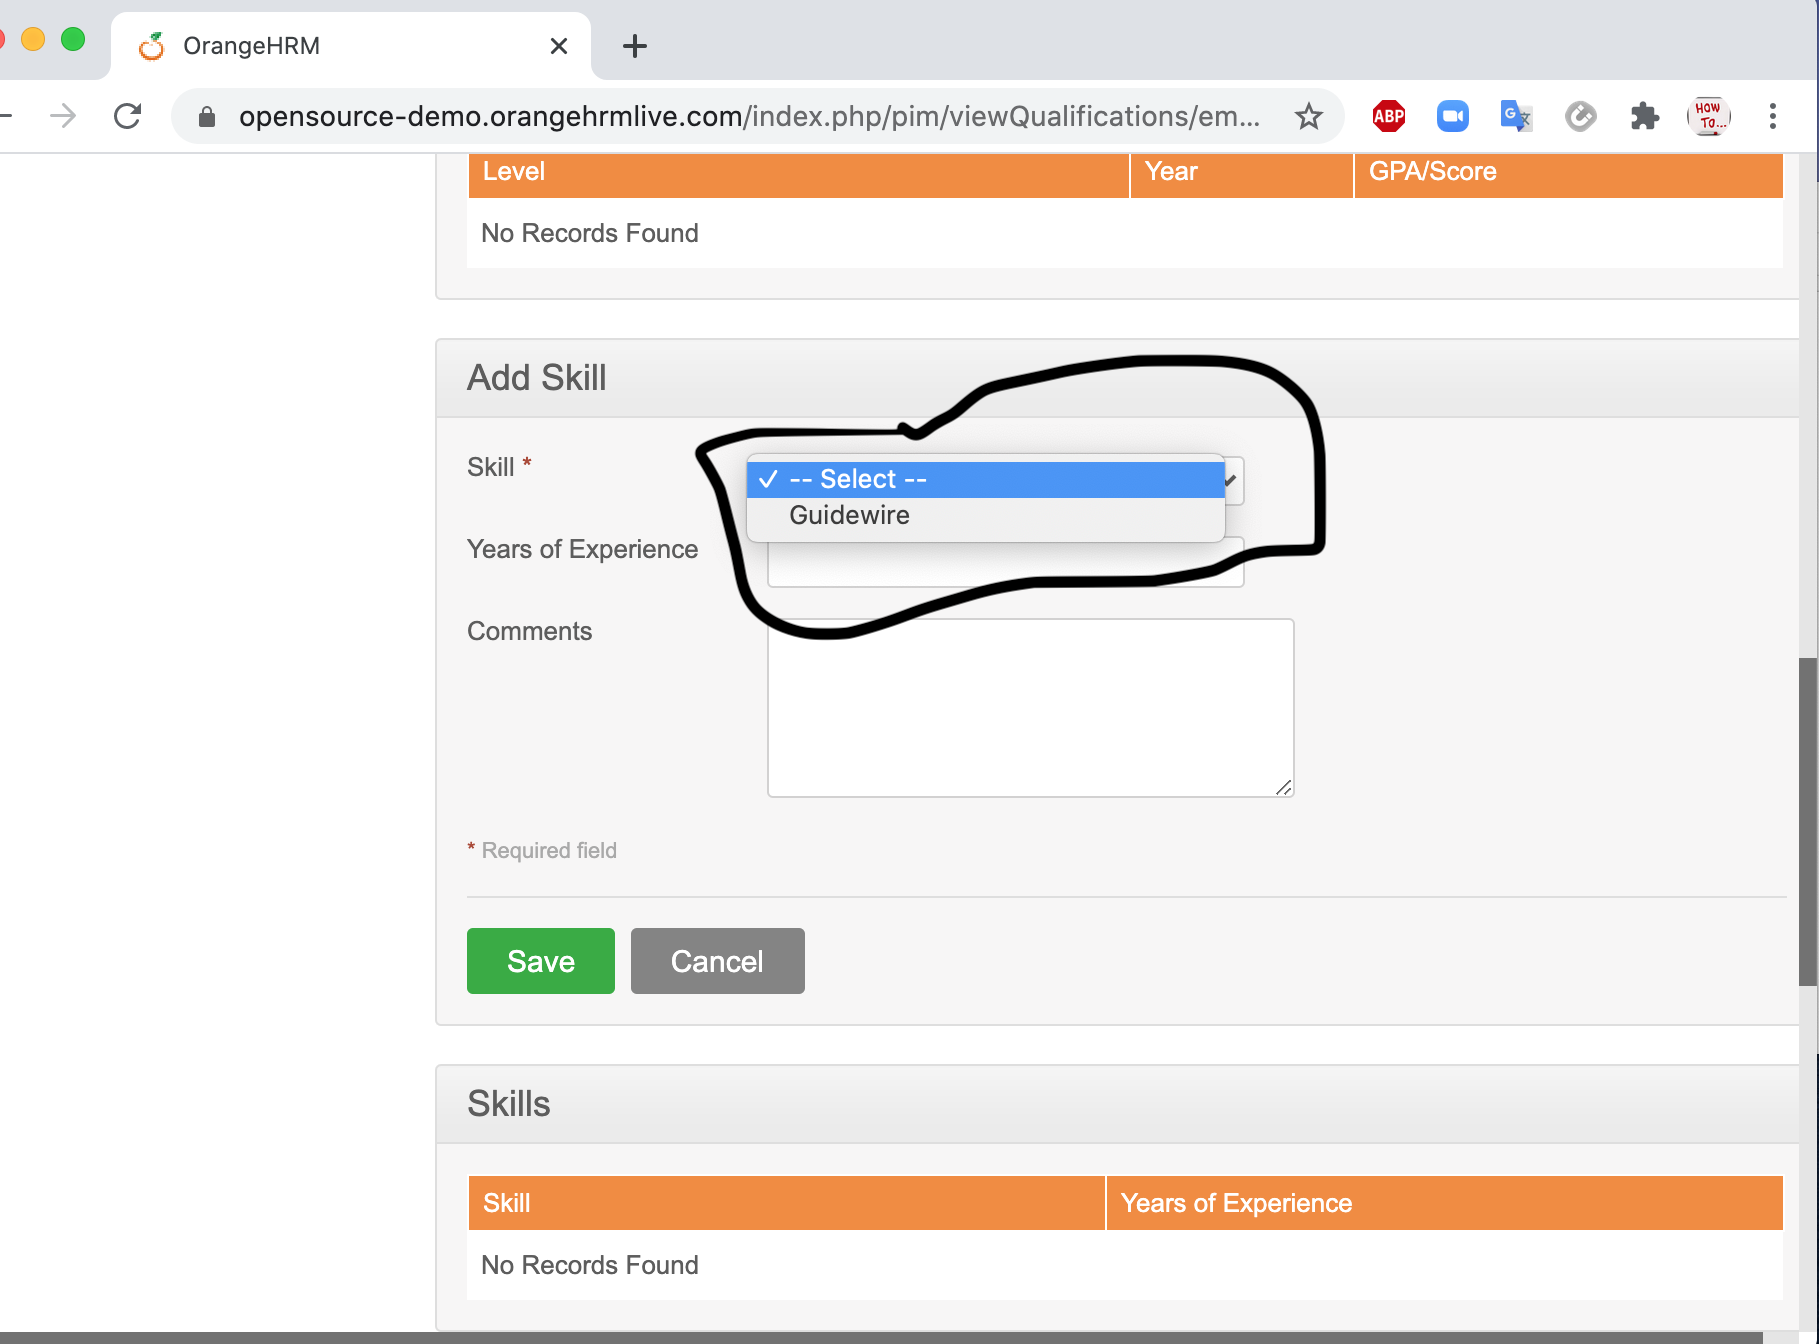 OrangeHRM
opensource-demo.orangehrmlive.com/index.php/pim/viewQualifications/em...
ABP
G
文
HOW
TO...
Level Year GPA/Score
No Records Found
Add Skill
Skill *
✓ -- Select --
Guidewire
Years of Experience
Comments
* Required field
Save Cancel
Skills
Skill Years of Experience
No Records Found